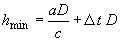 h_min = aD/c + Δt D